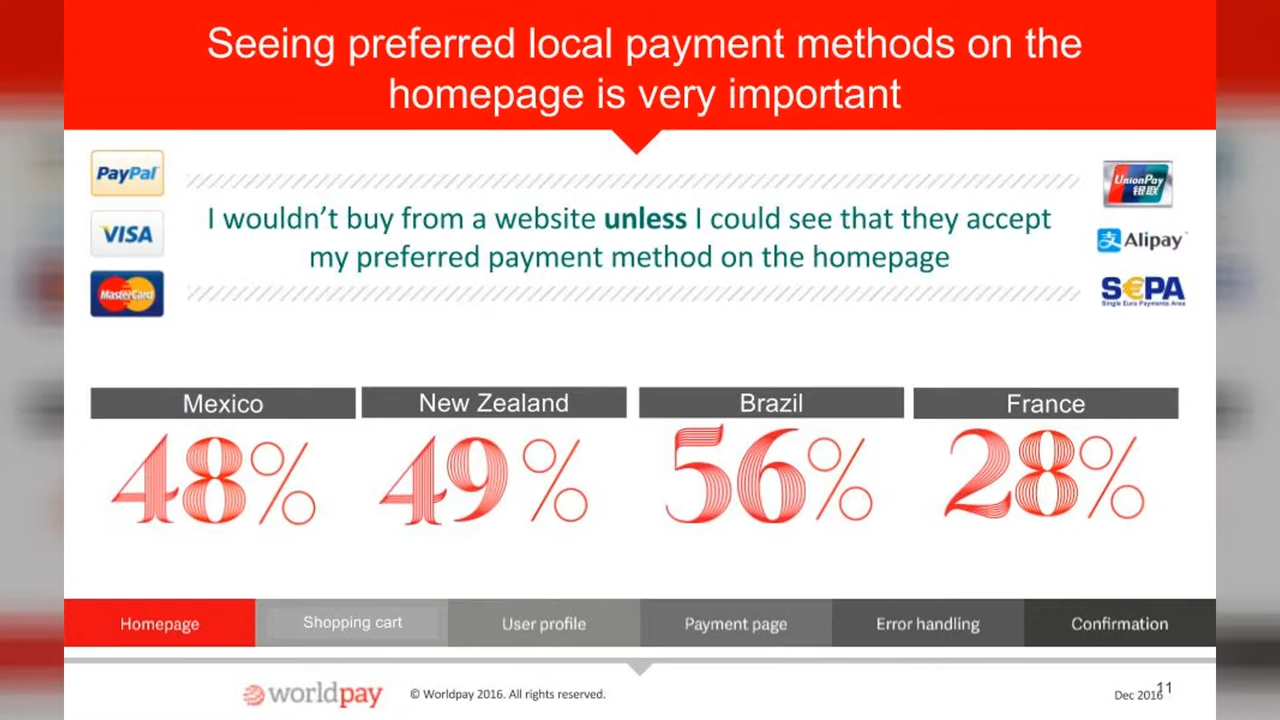 Seeing preferred local payment methods on the
homepage is very important
PayPal
VISA
MasterCard
I wouldn't buy from a website unless I could see that they accept
my preferred payment method on the homepage
UnionPay
银联
支 Alipay
S€PA
Single Euro Payments Area
Mexico
New Zealand
Brazil
France
48%
49%
56%
28%
Homepage
Shopping cart
User profile
Payment page
Error handling
Confirmation
worldpay
© Worldpay 2016. All rights reserved.
Dec 2016
11